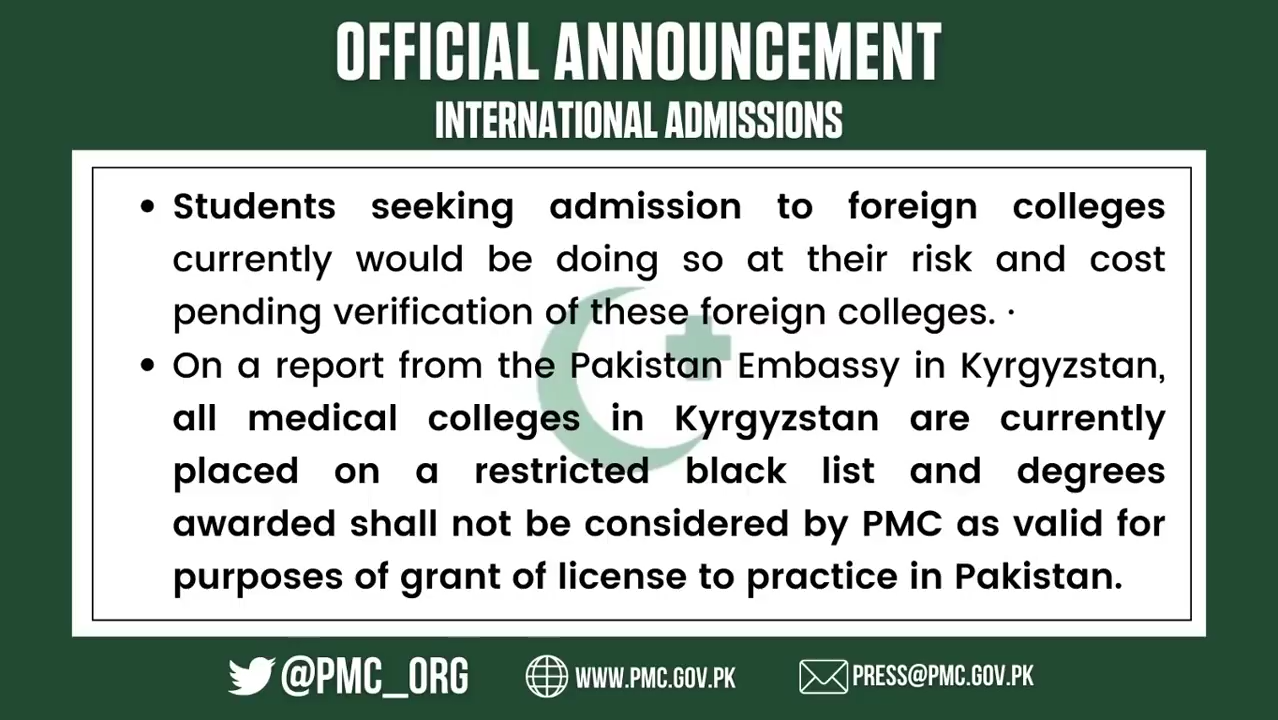 OFFICIAL ANNOUNCEMENT
INTERNATIONAL ADMISSIONS
• Students seeking admission to foreign colleges
currently would be doing so at their risk and cost
pending verification of these foreign colleges. ·
• On a report from the Pakistan Embassy in Kyrgyzstan,
all medical colleges in Kyrgyzstan are currently
placed on a restricted black list and degrees
awarded shall not be considered by PMC as valid for
purposes of grant of license to practice in Pakistan.
@PMC_ORG WWW.PMC.GOV.PK PRESS@PMC.GOV.PK